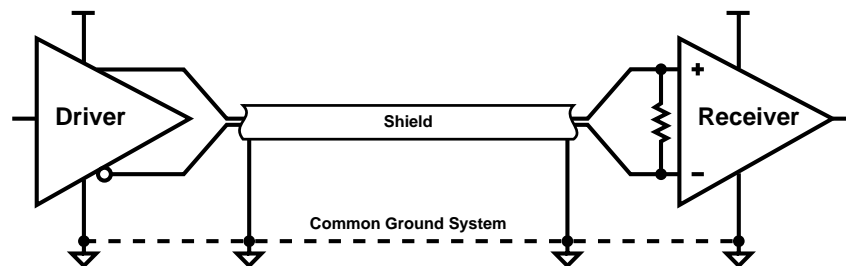 Driver
Shield
+
−
Receiver
Common Ground System